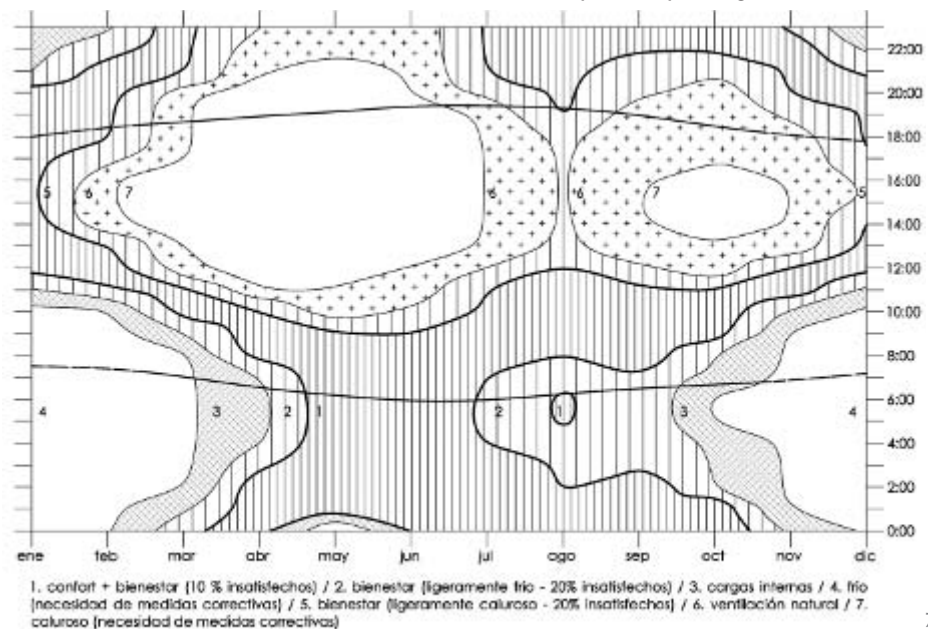 22:00
20:00
18:00
5 6 7 6 6 7 5 16:00
14:00
12:00
10:00
8:00
4 3 2 1 2 1 3 4 6:00
4:00
2:00
0:00
ene feb mar abr may jun jul ago sep oct nov dic
1. confort + bienestar (10 % insatisfechos) / 2. bienestar (ligeramente frío - 20% insatisfechos) / 3. cargas internas / 4. frío
(necesidad de medidas correctivas) / 5. bienestar (ligeramente caluroso - 20% insatisfechos) / 6. ventilación natural / 7.
caluroso (necesidad de medidas correctivas)